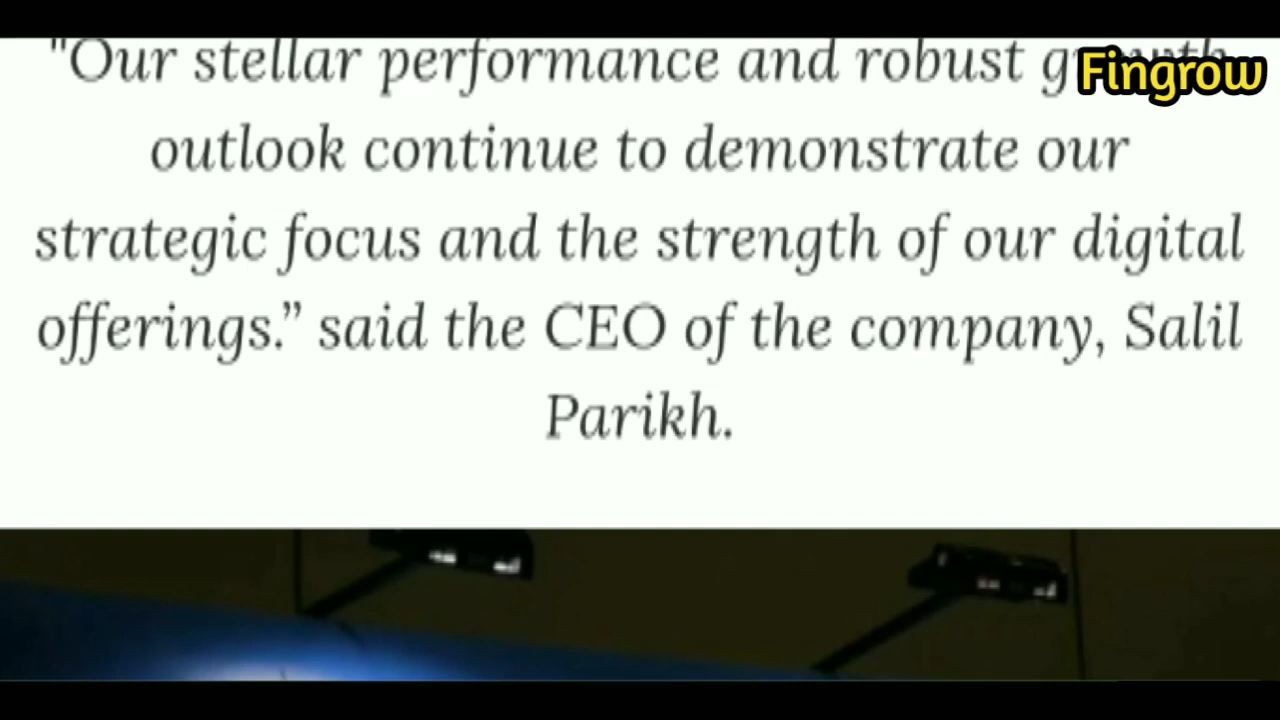 "Our stellar performance and robust
Fingrow
outlook continue to demonstrate our
strategic focus and the strength of our digital
offerings.” said the CEO of the company, Salil
Parikh.